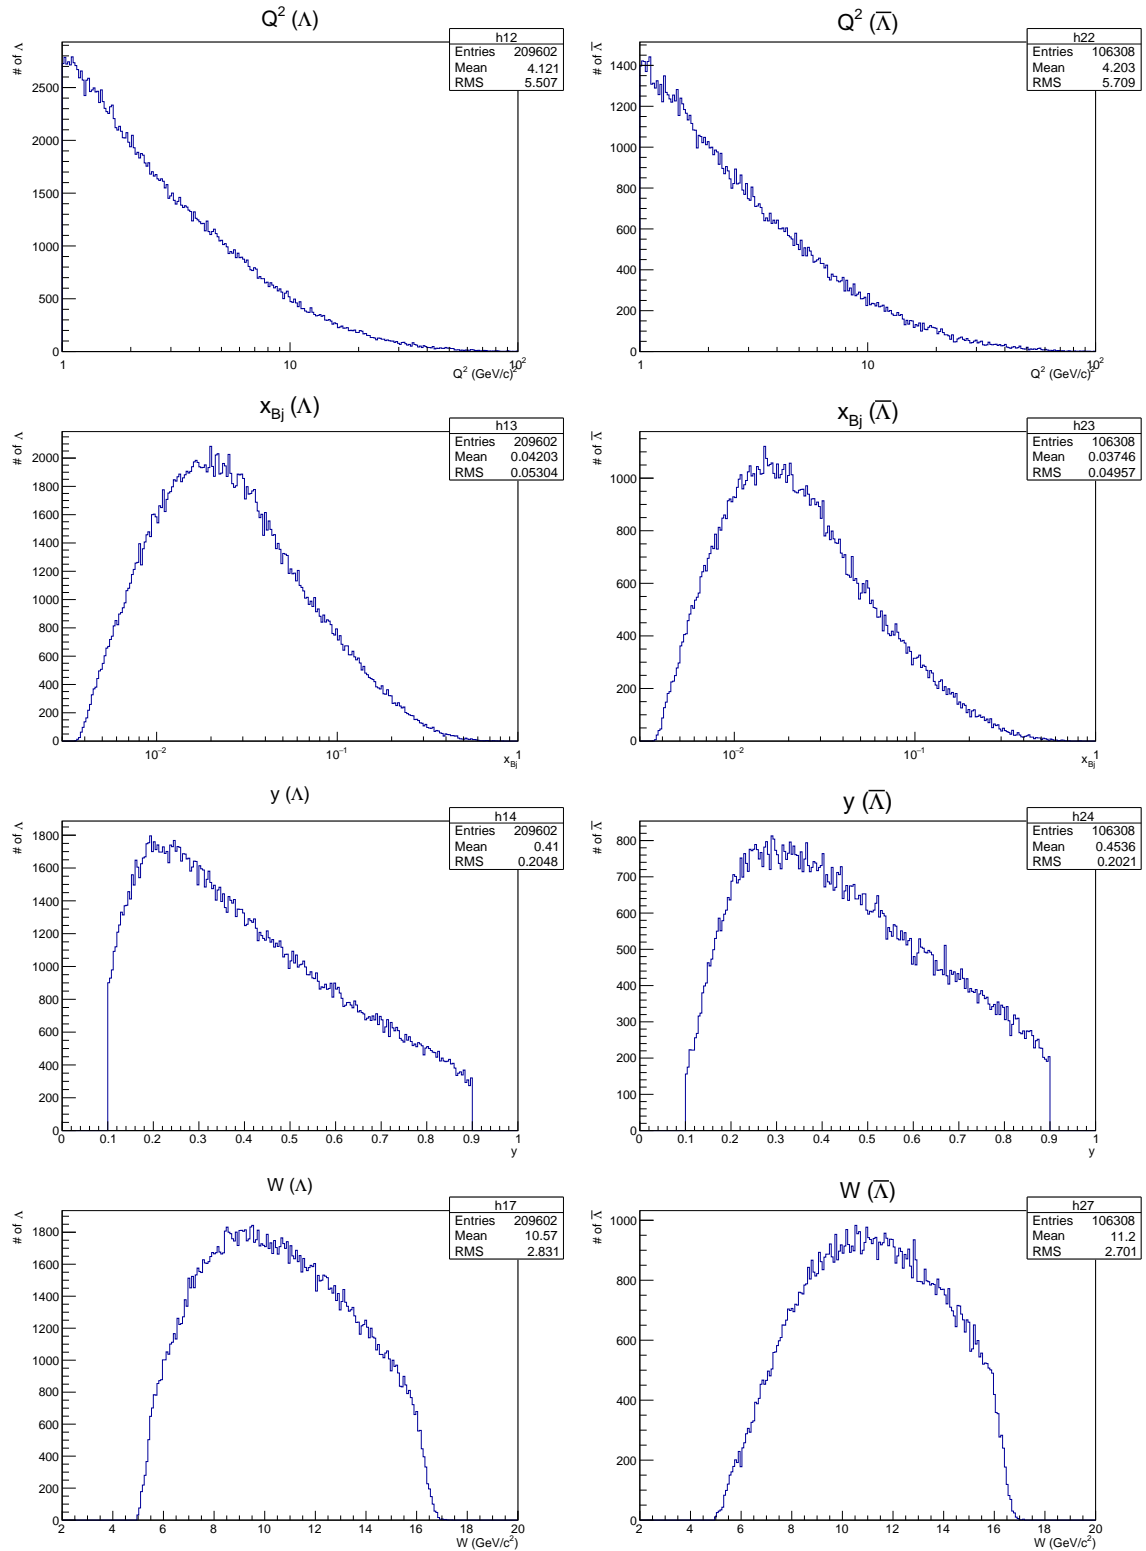 Q² (Λ)
# of Λ
h12
Entries 209602
Mean 4.121
RMS 5.507
2500
2000
1500
1000
500
0
1 10 10²
Q² (GeV/c)²
Q² (Λ̅)
# of Λ̅
h22
Entries 106308
Mean 4.203
RMS 5.709
1400
1200
1000
800
600
400
200
0
1 10 10²
Q² (GeV/c)²
x_Bj (Λ)
# of Λ
h13
Entries 209602
Mean 0.04203
RMS 0.05304
2000
1800
1600
1400
1200
1000
800
600
400
200
0
10⁻² 10⁻¹ 1
x_Bj
x_Bj (Λ̅)
# of Λ̅
h23
Entries 106308
Mean 0.03746
RMS 0.04957
1000
800
600
400
200
0
10⁻² 10⁻¹ 1
x_Bj
y (Λ)
# of Λ
h14
Entries 209602
Mean 0.41
RMS 0.2048
1800
1600
1400
1200
1000
800
600
400
200
0
0 0.1 0.2 0.3 0.4 0.5 0.6 0.7 0.8 0.9 1
y
y (Λ̅)
# of Λ̅
h24
Entries 106308
Mean 0.4536
RMS 0.2021
800
700
600
500
400
300
200
100
0
0 0.1 0.2 0.3 0.4 0.5 0.6 0.7 0.8 0.9 1
y
W (Λ)
# of Λ
h17
Entries 209602
Mean 10.57
RMS 2.831
1800
1600
1400
1200
1000
800
600
400
200
0
2 4 6 8 10 12 14 16 18 20
W (GeV/c²)
W (Λ̅)
# of Λ̅
h27
Entries 106308
Mean 11.2
RMS 2.701
1000
800
600
400
200
0
2 4 6 8 10 12 14 16 18 20
W (GeV/c²)